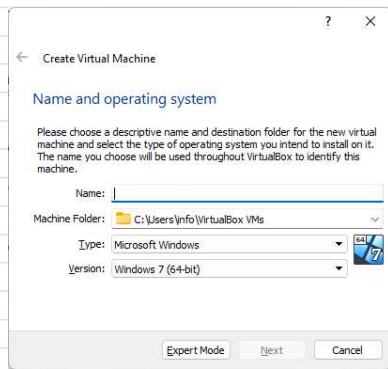 ? ×
← Create Virtual Machine
Name and operating system
Please choose a descriptive name and destination folder for the new virtual
machine and select the type of operating system you intend to install on it.
The name you choose will be used throughout VirtualBox to identify this
machine.
Name:
Machine Folder: C:\Users\info\VirtualBox VMs
Type: Microsoft Windows
64
Version: Windows 7 (64-bit)
7
Expert Mode Next Cancel